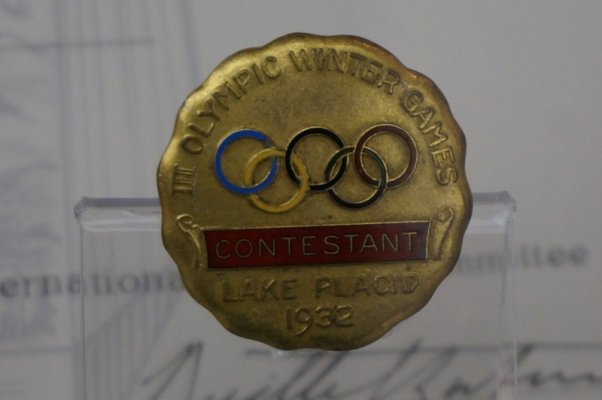 III OLYMPIC WINTER GAMES
CONTESTANT
LAKE PLACID
1932